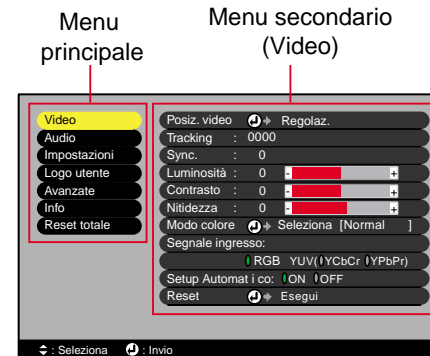 Menu principale
Menu secondario (Video)
Video
Audio
Impostazioni
Logo utente
Avanzate
Info
Reset totale
Posiz. video Regolaz.
Tracking : 0000
Sync. : 0
Luminosità : 0 - +
Contrasto : 0 - +
Nitidezza : 0 - +
Modo colore Seleziona [Normal ]
Segnale ingresso:
RGB YUV( YCbCr YPbPr)
Setup Automat i co: ON OFF
Reset Esegui
: Seleziona : Invio